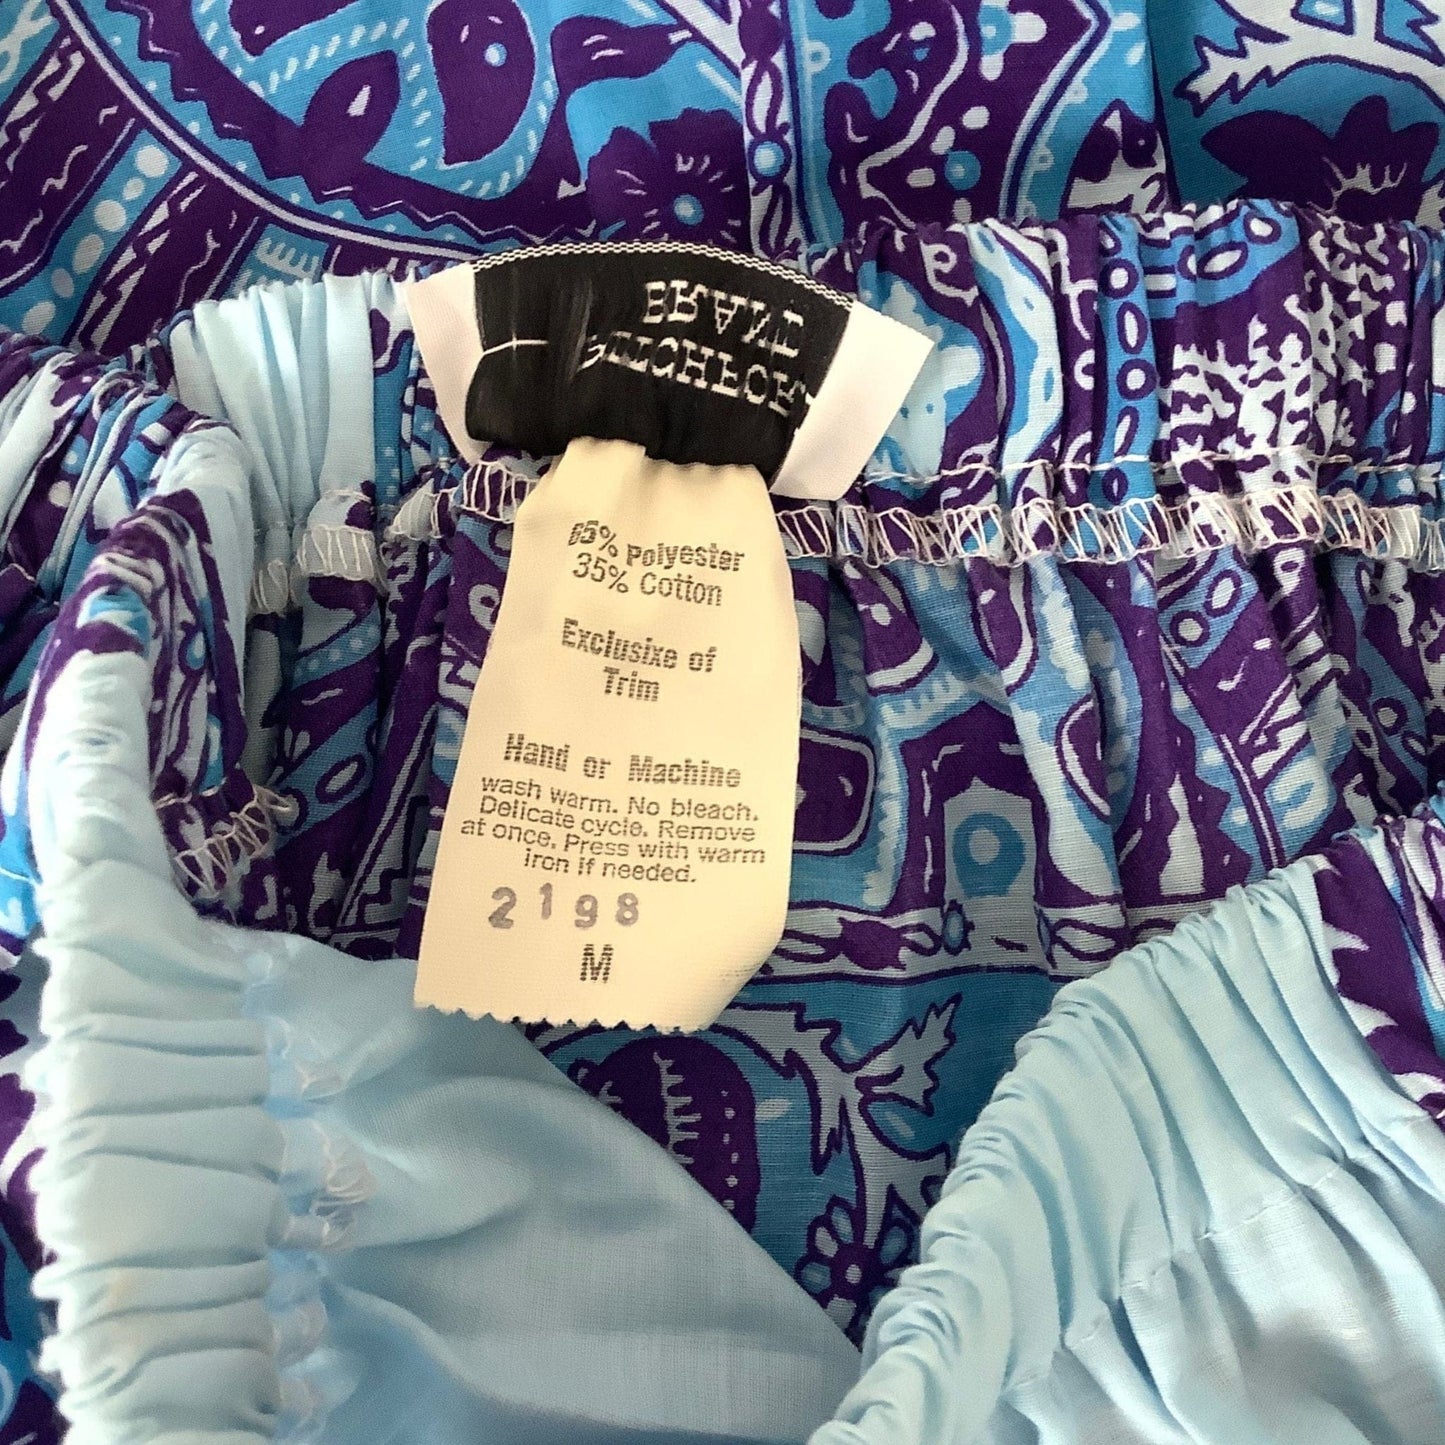 BRAND
65% Polyester
35% Cotton
Exclusixe of
Trim
Hand or Machine
wash warm. No bleach.
Delicate cycle. Remove
at once. Press with warm
iron if needed.
2198
M